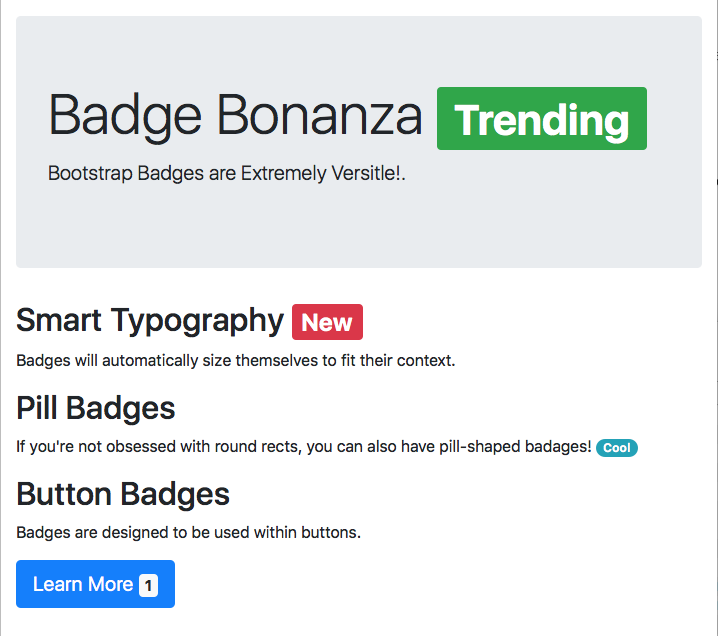 Badge Bonanza Trending
Bootstrap Badges are Extremely Versitle!.
Smart Typography New
Badges will automatically size themselves to fit their context.
Pill Badges
If you're not obsessed with round rects, you can also have pill-shaped badages! Cool
Button Badges
Badges are designed to be used within buttons.
Learn More 1